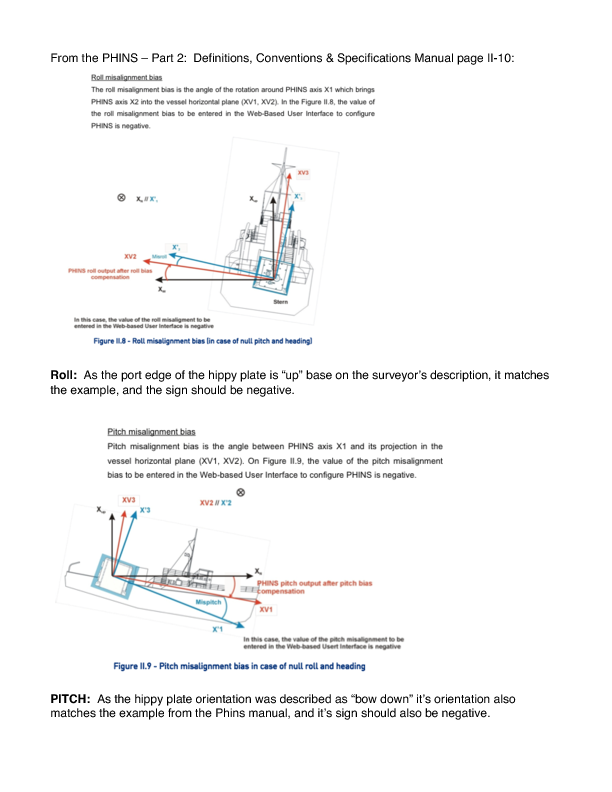 From the PHINS – Part 2:  Definitions, Conventions & Specifications Manual page II-10:
Roll misalignment bias
The roll misalignment bias is the angle of the rotation around PHINS axis X1 which brings
PHINS axis X2 into the vessel horizontal plane (XV1, XV2). In the Figure II.8, the value of
the roll misalignment bias to be entered in the Web-Based User Interface to configure
PHINS is negative.
XV3
X'₃
X'₂
XV2
Misroll
PHINS roll output after roll bias
compensation
Stern
In this case, the value of the roll misaligment to be
entered in the Web-based User Interface is negative
Figure II.8 - Roll misalignment bias (in case of null pitch and heading)
Roll:  As the port edge of the hippy plate is “up” base on the surveyor’s description, it matches
the example, and the sign should be negative.
Pitch misalignment bias
Pitch misalignment bias is the angle between PHINS axis X1 and its projection in the
vessel horizontal plane (XV1, XV2). On Figure II.9, the value of the pitch misalignment
bias to be entered in the Web-Based User Interface to configure PHINS is negative.
XV3
X'3
XV2 // X'2
PHINS pitch output after pitch bias
compensation
Mispitch
XV1
X'1
In this case, the value of the pitch misalignment to be
entered in the Web-based Usert Interface is negative
Figure II.9 - Pitch misalignment bias in case of null roll and heading
PITCH:  As the hippy plate orientation was described as “bow down” it’s orientation also
matches the example from the Phins manual, and it’s sign should also be negative.